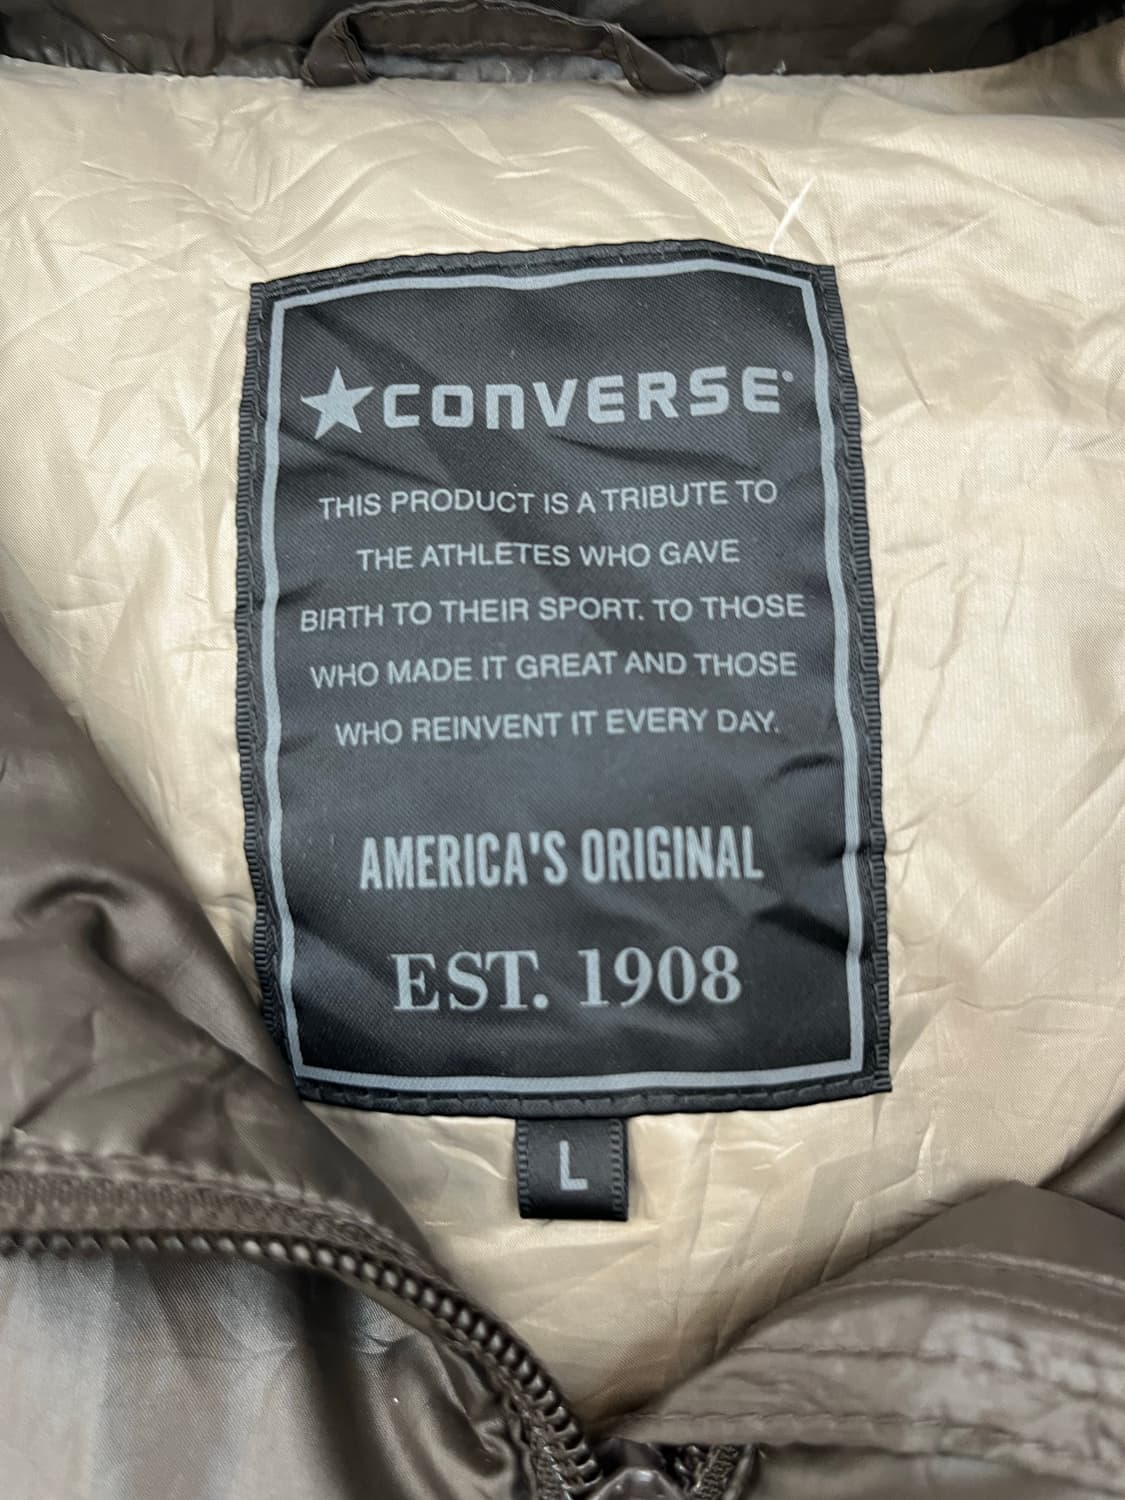 CONVERSE
THIS PRODUCT IS A TRIBUTE TO
THE ATHLETES WHO GAVE
BIRTH TO THEIR SPORT. TO THOSE
WHO MADE IT GREAT AND THOSE
WHO REINVENT IT EVERY DAY.
AMERICA'S ORIGINAL
EST. 1908
L